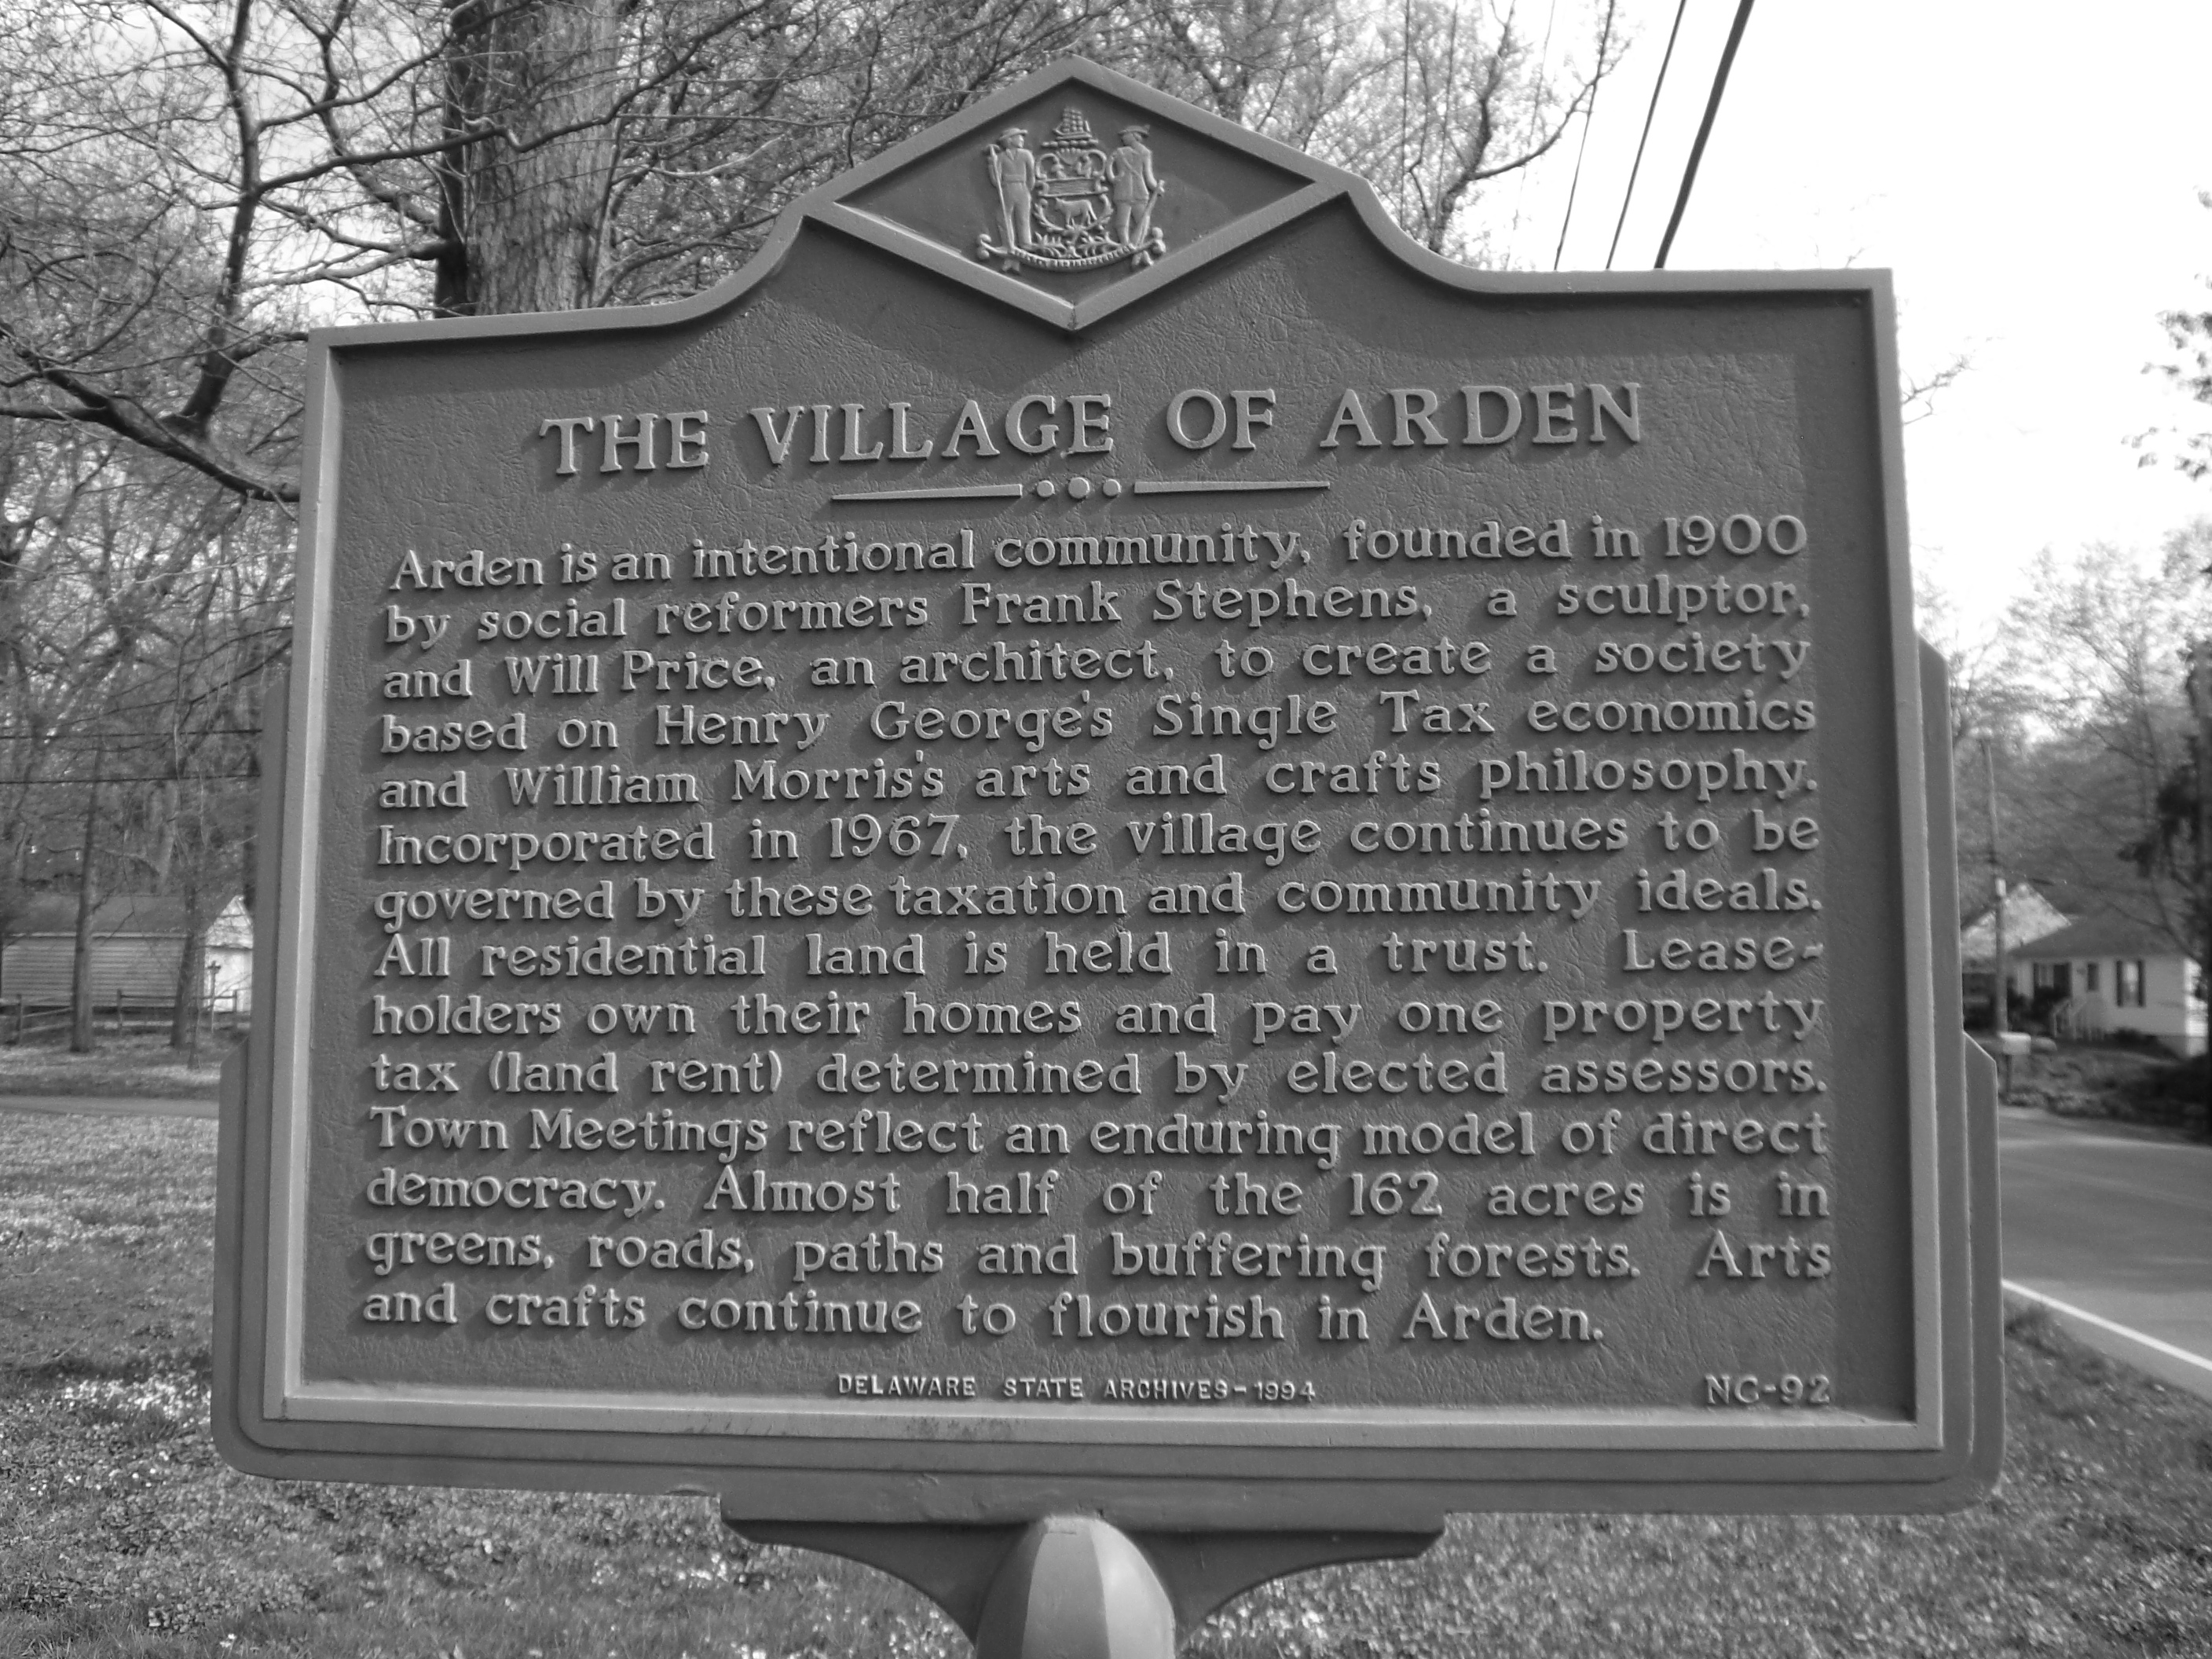 THE VILLAGE OF ARDEN
Arden is an intentional community, founded in 1900
by social reformers Frank Stephens, a sculptor,
and Will Price, an architect, to create a society
based on Henry George's Single Tax economics
and William Morris's arts and crafts philosophy.
Incorporated in 1967, the village continues to be
governed by these taxation and community ideals.
All residential land is held in a trust. Lease-
holders own their homes and pay one property
tax (land rent) determined by elected assessors.
Town Meetings reflect an enduring model of direct
democracy. Almost half of the 162 acres is in
greens, roads, paths and buffering forests. Arts
and crafts continue to flourish in Arden.
DELAWARE STATE ARCHIVES-1994
NC-92